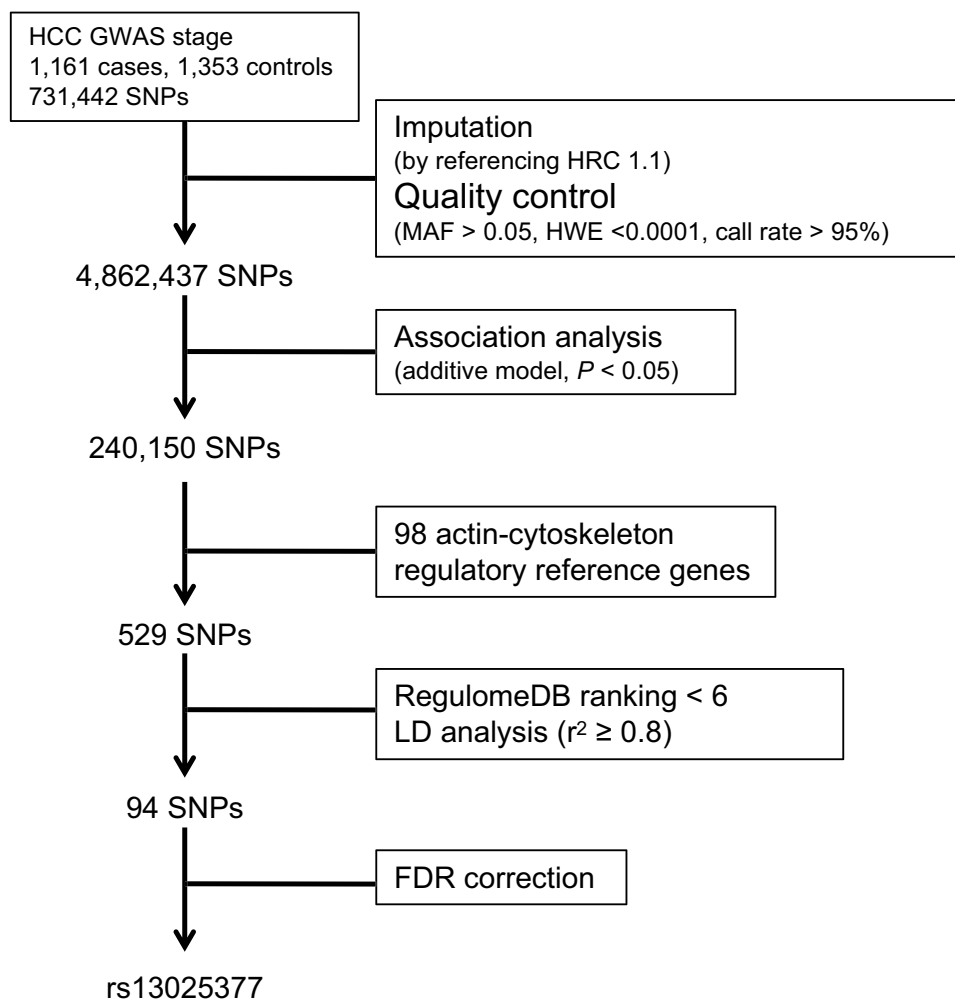 HCC GWAS stage
1,161 cases, 1,353 controls
731,442 SNPs
Imputation
(by referencing HRC 1.1)
Quality control
(MAF > 0.05, HWE <0.0001, call rate > 95%)
4,862,437 SNPs
Association analysis
(additive model, P < 0.05)
240,150 SNPs
98 actin-cytoskeleton
regulatory reference genes
529 SNPs
RegulomeDB ranking < 6
LD analysis (r² ≥ 0.8)
94 SNPs
FDR correction
rs13025377